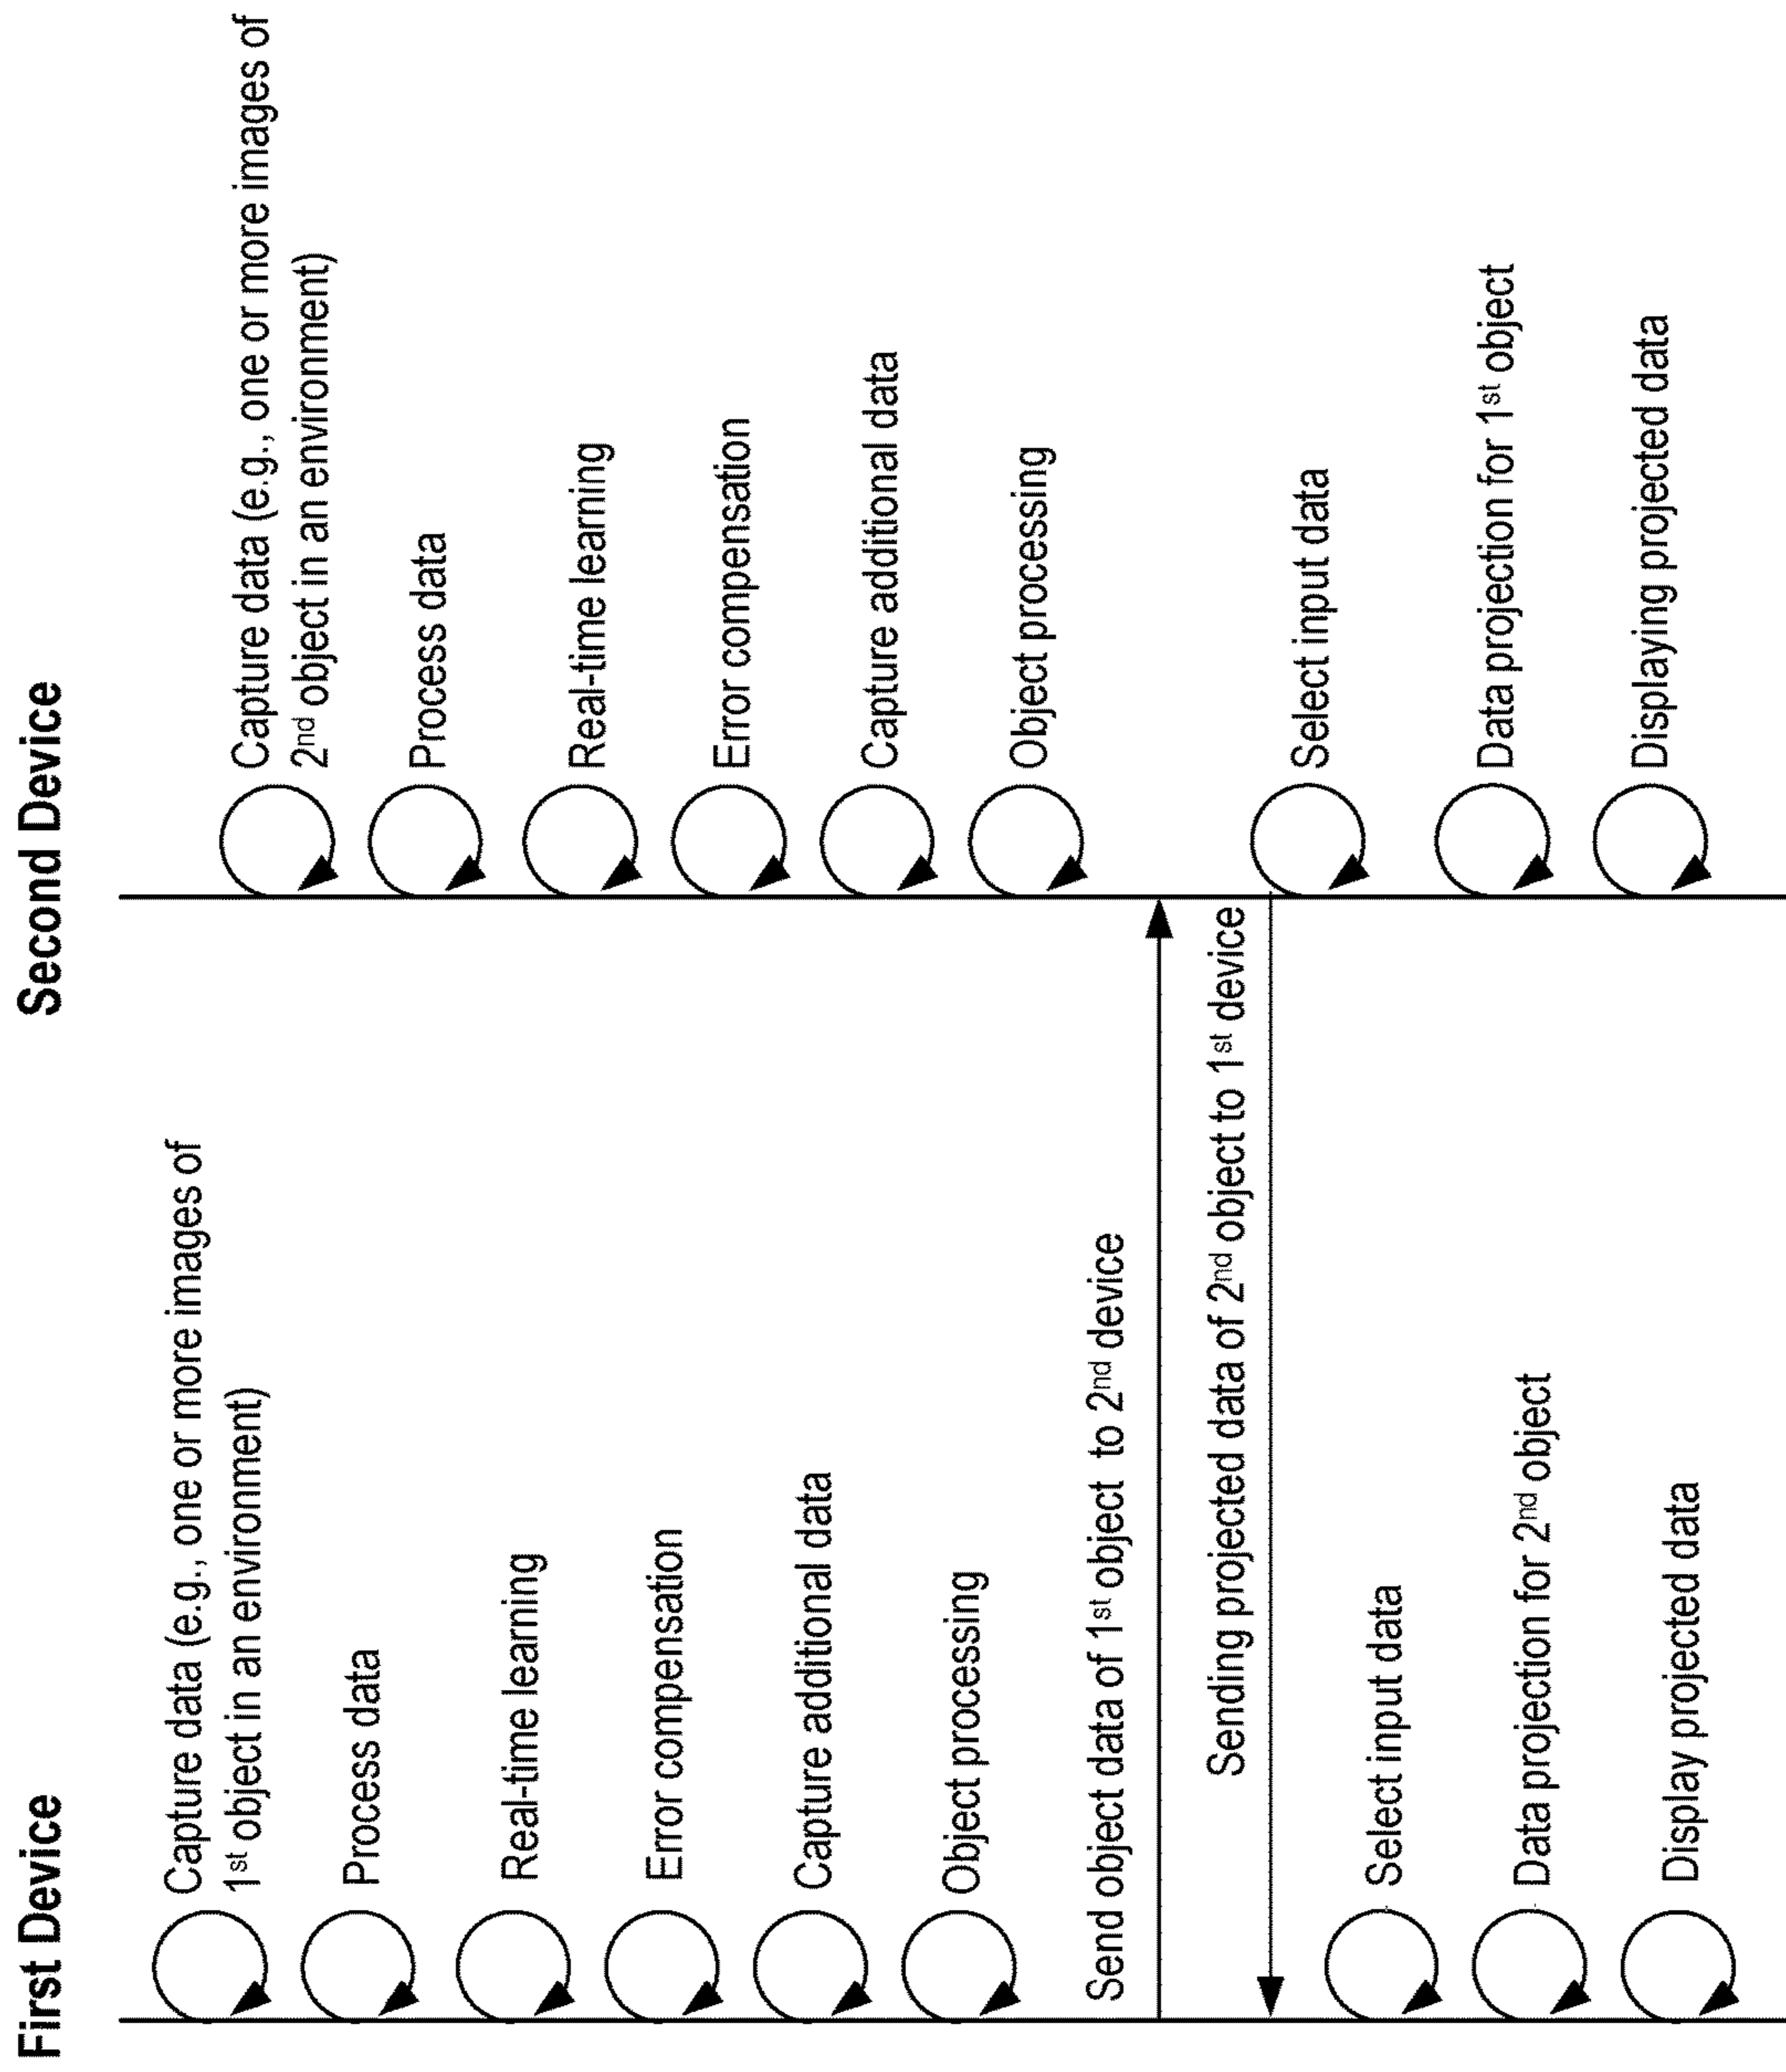 First Device
Second Device
Capture data (e.g., one or more images of
1st object in an environment)
Process data
Real-time learning
Error compensation
Capture additional data
Object processing
Capture data (e.g., one or more images of
2nd object in an environment)
Process data
Real-time learning
Error compensation
Capture additional data
Object processing
Send object data of 1st object to 2nd device
Sending projected data of 2nd object to 1st device
Select input data
Data projection for 2nd object
Display projected data
Select input data
Data projection for 1st object
Displaying projected data